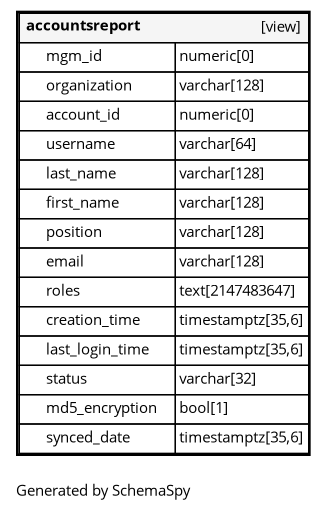 accountsreport [view]
mgm_id numeric[0]
organization varchar[128]
account_id numeric[0]
username varchar[64]
last_name varchar[128]
first_name varchar[128]
position varchar[128]
email varchar[128]
roles text[2147483647]
creation_time timestamptz[35,6]
last_login_time timestamptz[35,6]
status varchar[32]
md5_encryption bool[1]
synced_date timestamptz[35,6]
Generated by SchemaSpy